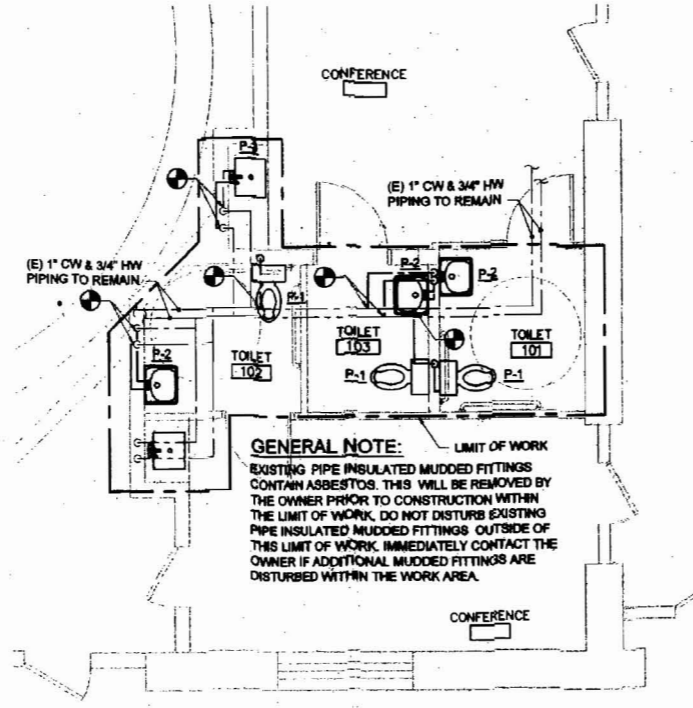 CONFERENCE
P-3
(E) 1" CW & 3/4" HW
PIPING TO REMAIN
(E) 1" CW & 3/4" HW
PIPING TO REMAIN
P-2
P-2
P-1
P-2
TOILET
102
TOILET
103
TOILET
101
P-1
P-1
GENERAL NOTE:
LIMIT OF WORK
EXISTING PIPE INSULATED MUDDED FITTINGS
CONTAIN ASBESTOS. THIS WILL BE REMOVED BY
THE OWNER PRIOR TO CONSTRUCTION WITHIN
THE LIMIT OF WORK. DO NOT DISTURB EXISTING
PIPE INSULATED MUDDED FITTINGS OUTSIDE OF
THIS LIMIT OF WORK. IMMEDIATELY CONTACT THE
OWNER IF ADDITIONAL MUDDED FITTINGS ARE
DISTURBED WITHIN THE WORK AREA.
CONFERENCE